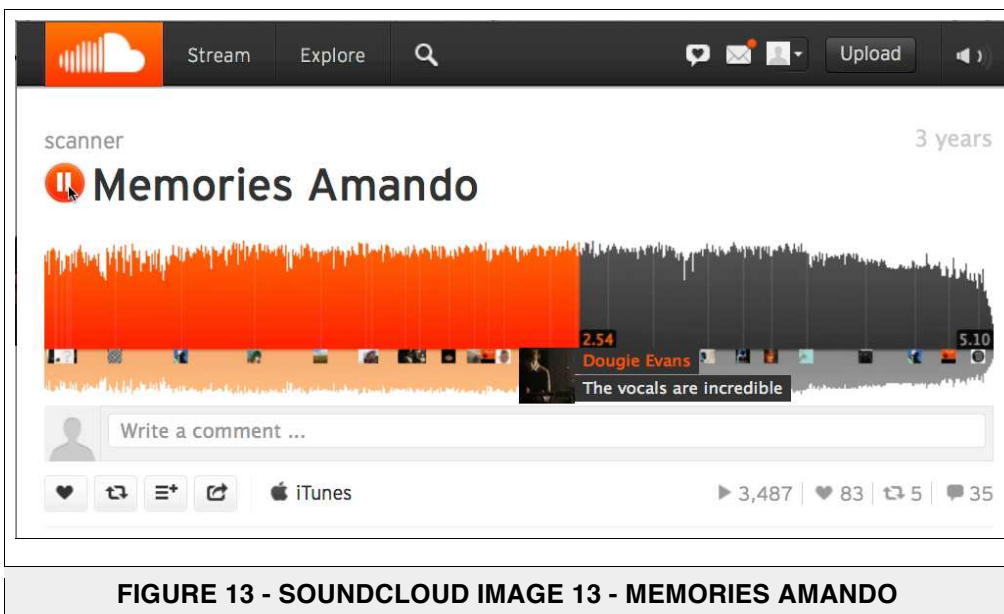 Stream Explore Upload
scanner 3 years
Memories Amando
2.54 5.10
Dougie Evans
The vocals are incredible
Write a comment ...
iTunes 3,487 83 5 35
FIGURE 13 - SOUNDCLOUD IMAGE 13 - MEMORIES AMANDO